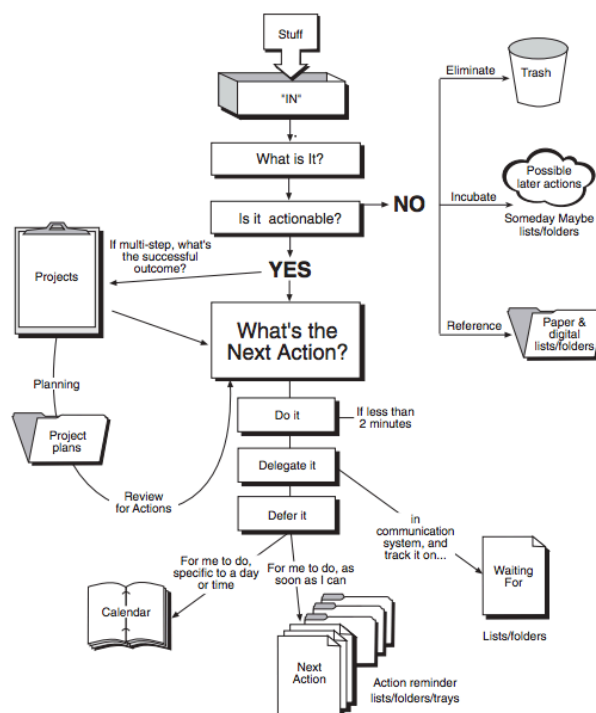 Stuff
"IN"
What is It?
Is it actionable?
NO
Eliminate
Trash
Incubate
Possible
later actions
Someday Maybe
lists/folders
Reference
Paper &
digital
lists/folders
YES
If multi-step, what's
the successful
outcome?
Projects
Planning
Project
plans
Review
for Actions
What's the
Next Action?
Do it
If less than
2 minutes
Delegate it
in
communication
system, and
track it on...
Waiting
For
Lists/folders
Defer it
For me to do,
specific to a day
or time
Calendar
For me to do, as
soon as I can
Next
Action
Action reminder
lists/folders/trays